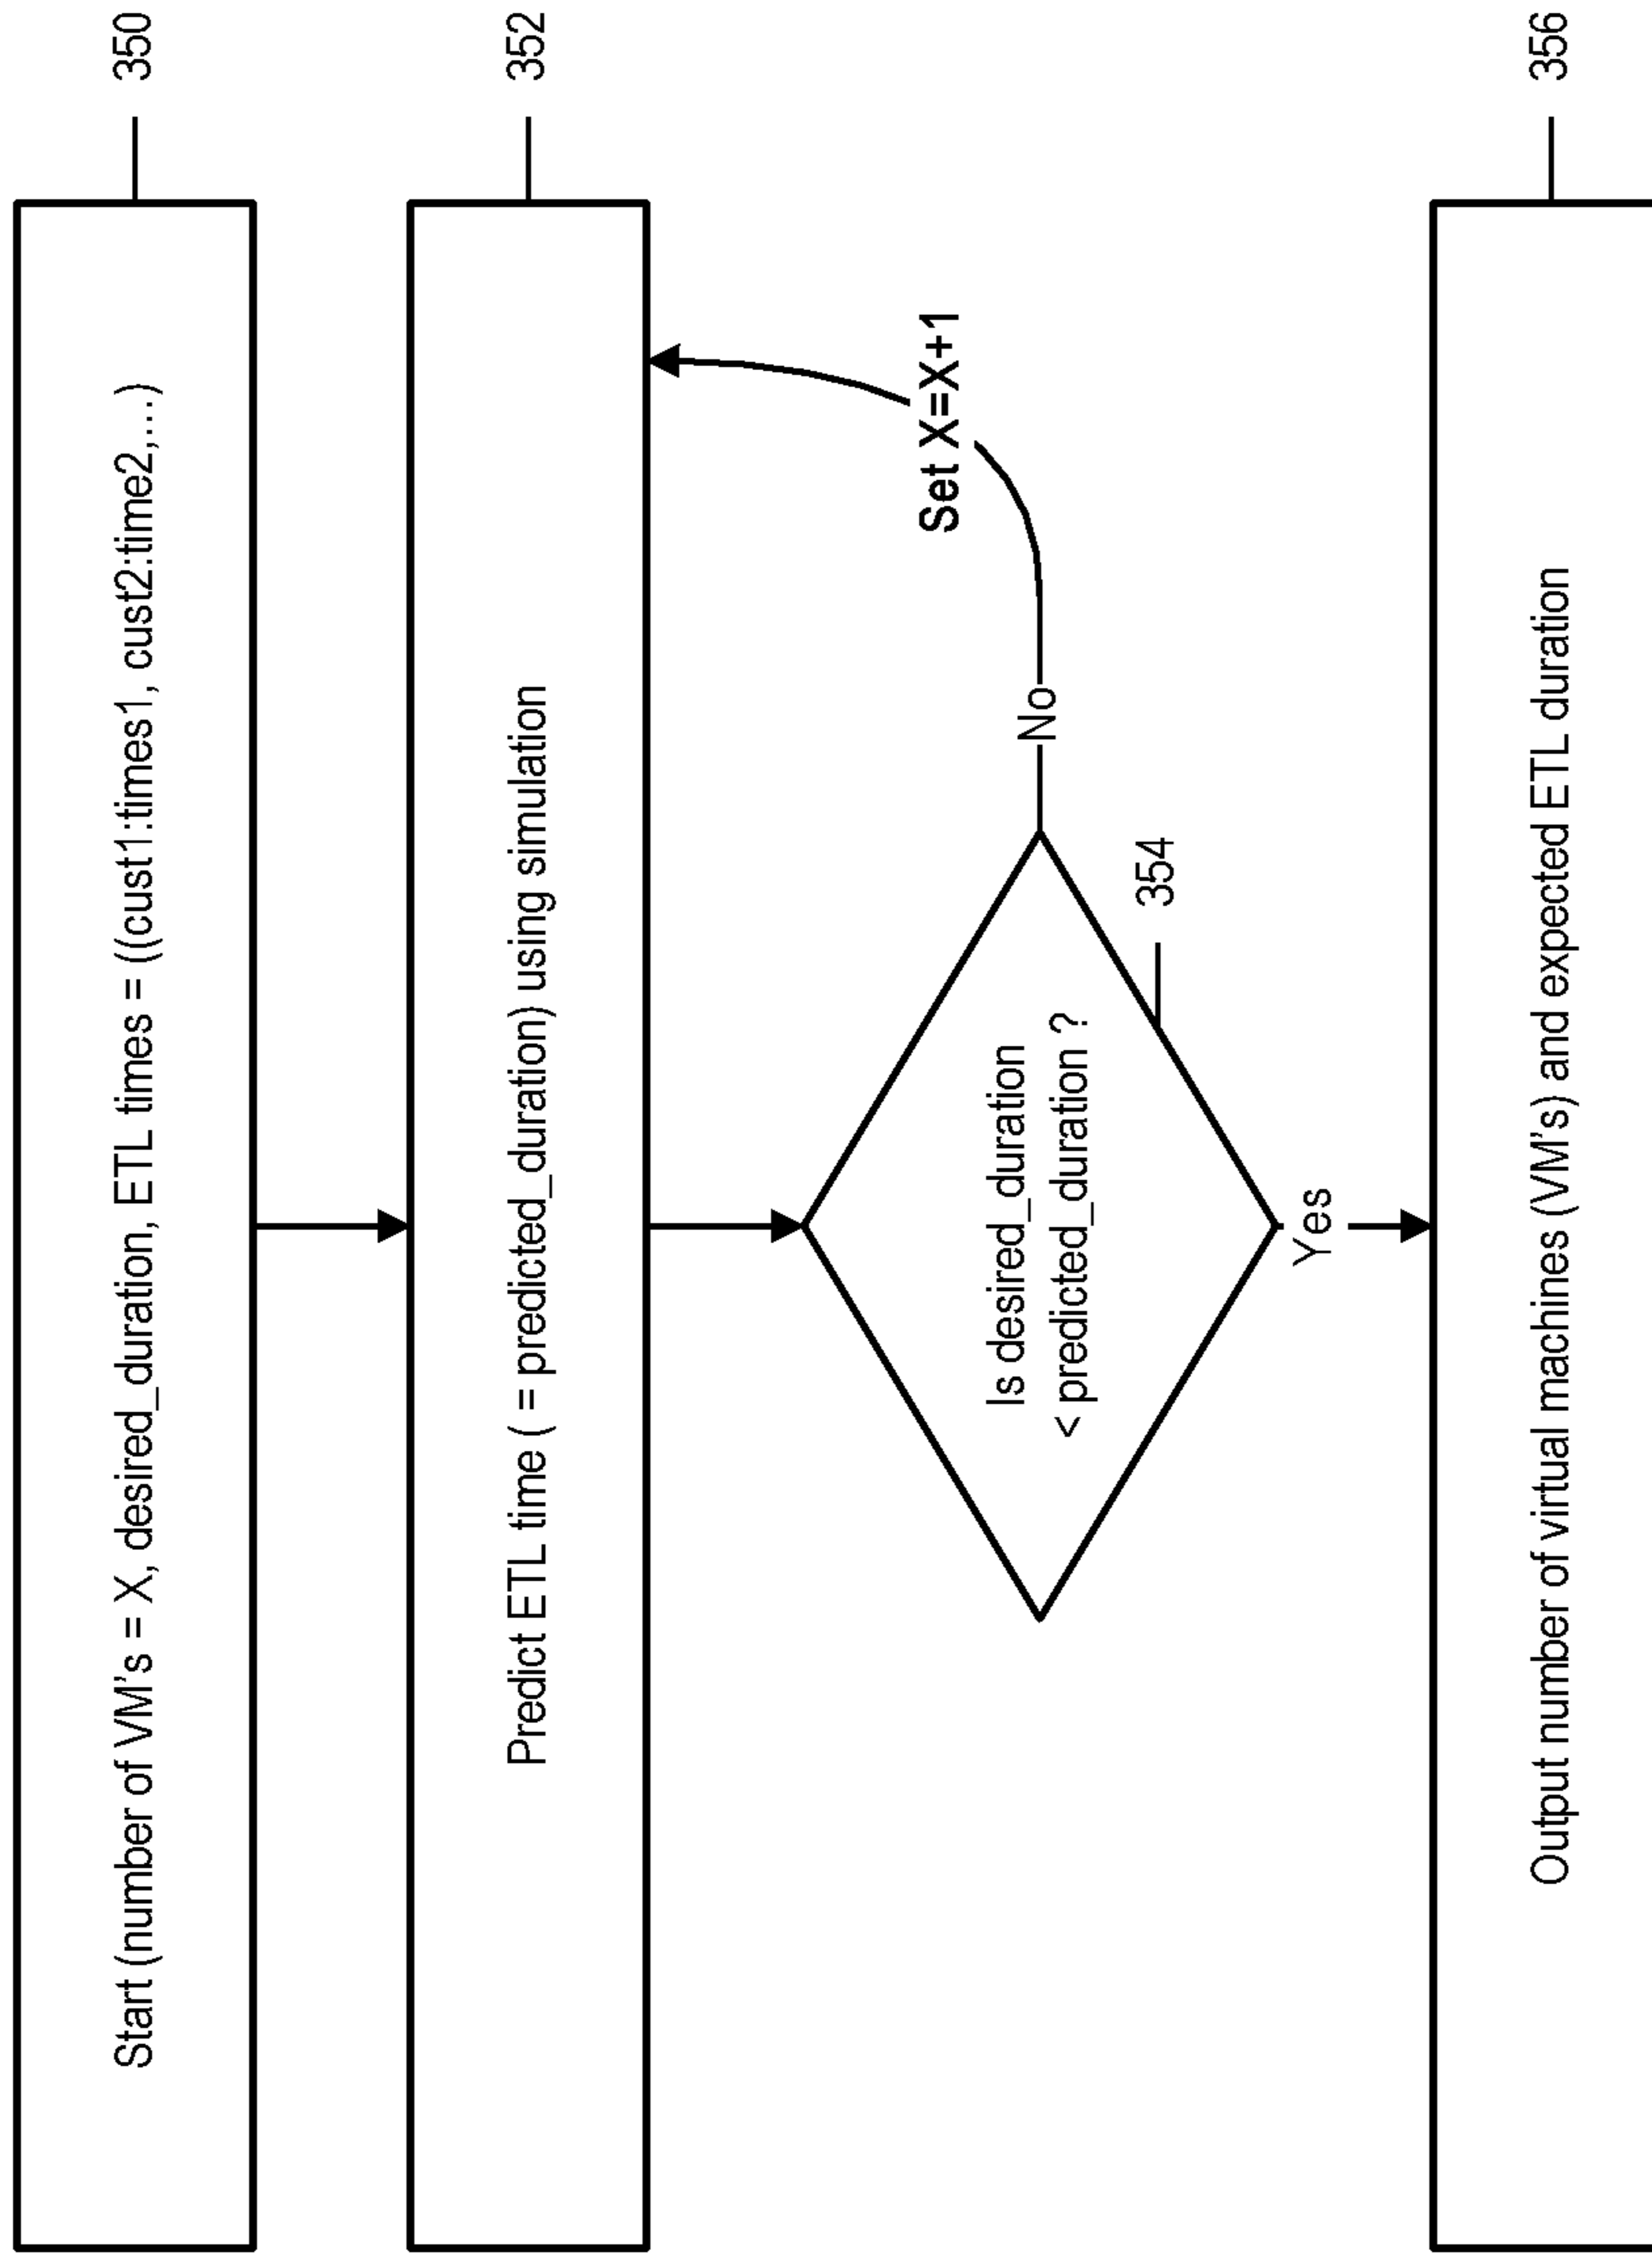 Start (number of VM's = X, desired_duration, ETL times = ((cust1:times1, cust2:time2,...)
350
Predict ETL time ( = predicted_duration) using simulation
352
Set X=X+1
No
Is desired_duration
< predicted_duration ?
354
Yes
Output number of virtual machines (VM's) and expected ETL duration
356